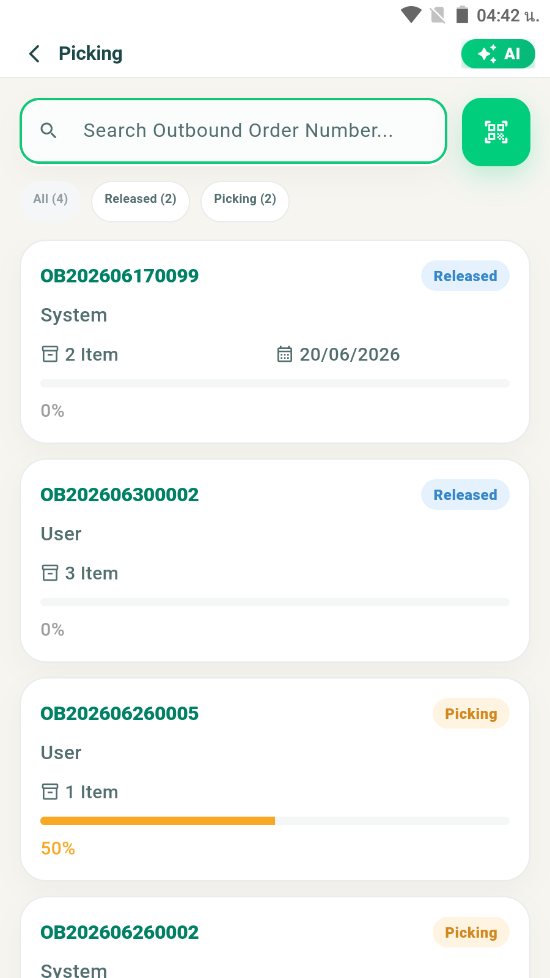 04:42 น.
Picking
AI
Search Outbound Order Number...
All (4)
Released (2)
Picking (2)
OB202606170099
Released
System
2 Item
20/06/2026
0%
OB202606300002
Released
User
3 Item
0%
OB202606260005
Picking
User
1 Item
50%
OB202606260002
Picking
System